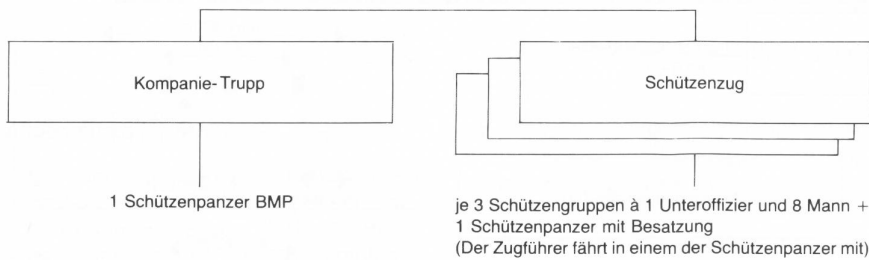 Kompanie-Trupp
Schützenzug
1 Schützenpanzer BMP
je 3 Schützengruppen à 1 Unteroffizier und 8 Mann +
1 Schützenpanzer mit Besatzung
(Der Zugführer fährt in einem der Schützenpanzer mit)